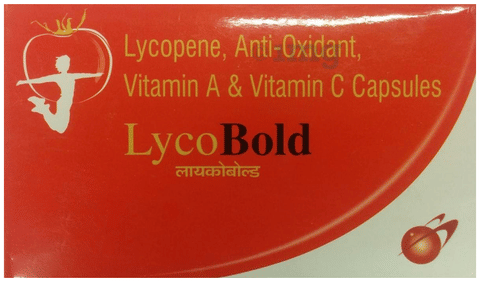 Lycopene, Anti-Oxidant,
Vitamin A & Vitamin C Capsules
LycoBold
लायकोबोल्ड